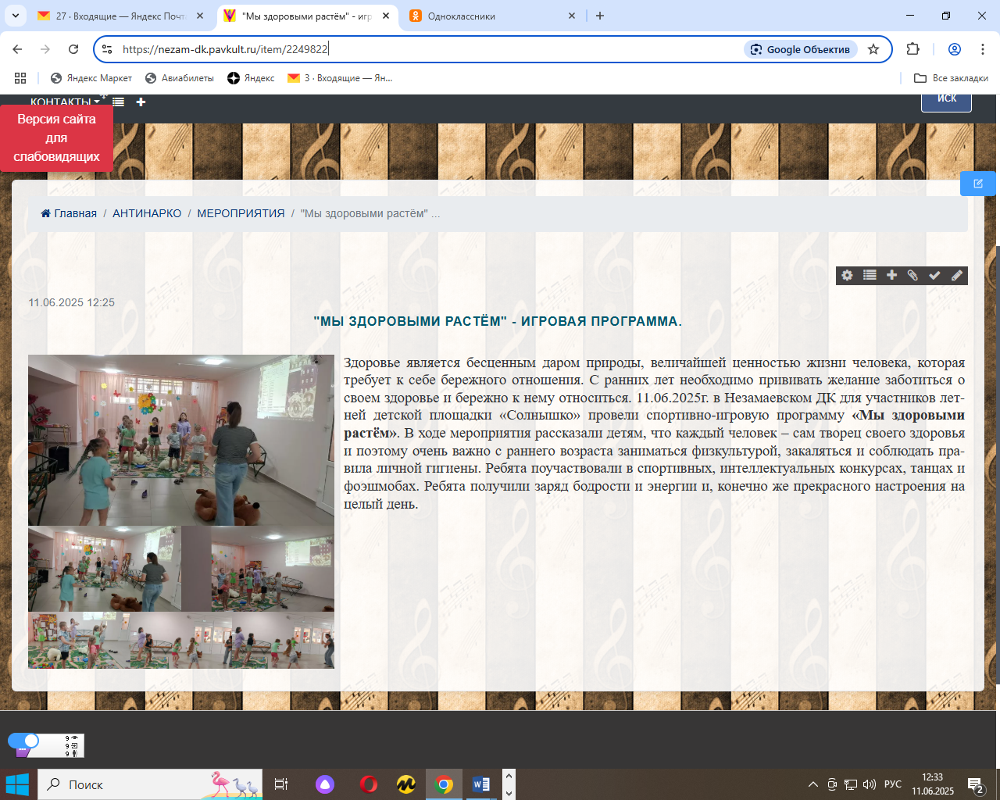 27 · Входящие — Яндекс Почт
"Мы здоровыми растём" - игр
Одноклассники
https://nezam-dk.pavkult.ru/item/2249822
Google Объектив
Яндекс Маркет
Авиабилеты
Яндекс
3 · Входящие — Ян...
Все закладки
КОНТАКТЫ
ИСК
Версия сайта
для
слабовидящих
Главная / АНТИНАРКО / МЕРОПРИЯТИЯ / "Мы здоровыми растём" ...
11.06.2025 12:25
"МЫ ЗДОРОВЫМИ РАСТЁМ" - ИГРОВАЯ ПРОГРАММА.
Здоровье является бесценным даром природы, величайшей ценностью жизни человека, которая
требует к себе бережного отношения. С ранних лет необходимо прививать желание заботиться о
своем здоровье и бережно к нему относиться. 11.06.2025г. в Незамаевском ДК для участников лет-
ней детской площадки «Солнышко» провели спортивно-игровую программу «Мы здоровыми
растём». В ходе мероприятия рассказали детям, что каждый человек – сам творец своего здоровья
и поэтому очень важно с раннего возраста заниматься физкультурой, закаляться и соблюдать пра-
вила личной гигиены. Ребята поучаствовали в спортивных, интеллектуальных конкурсах, танцах и
фоэшмобах. Ребята получили заряд бодрости и энергии и, конечно же прекрасного настроения на
целый день.
9
9
9
Поиск
РУС
12:33
11.06.2025
2